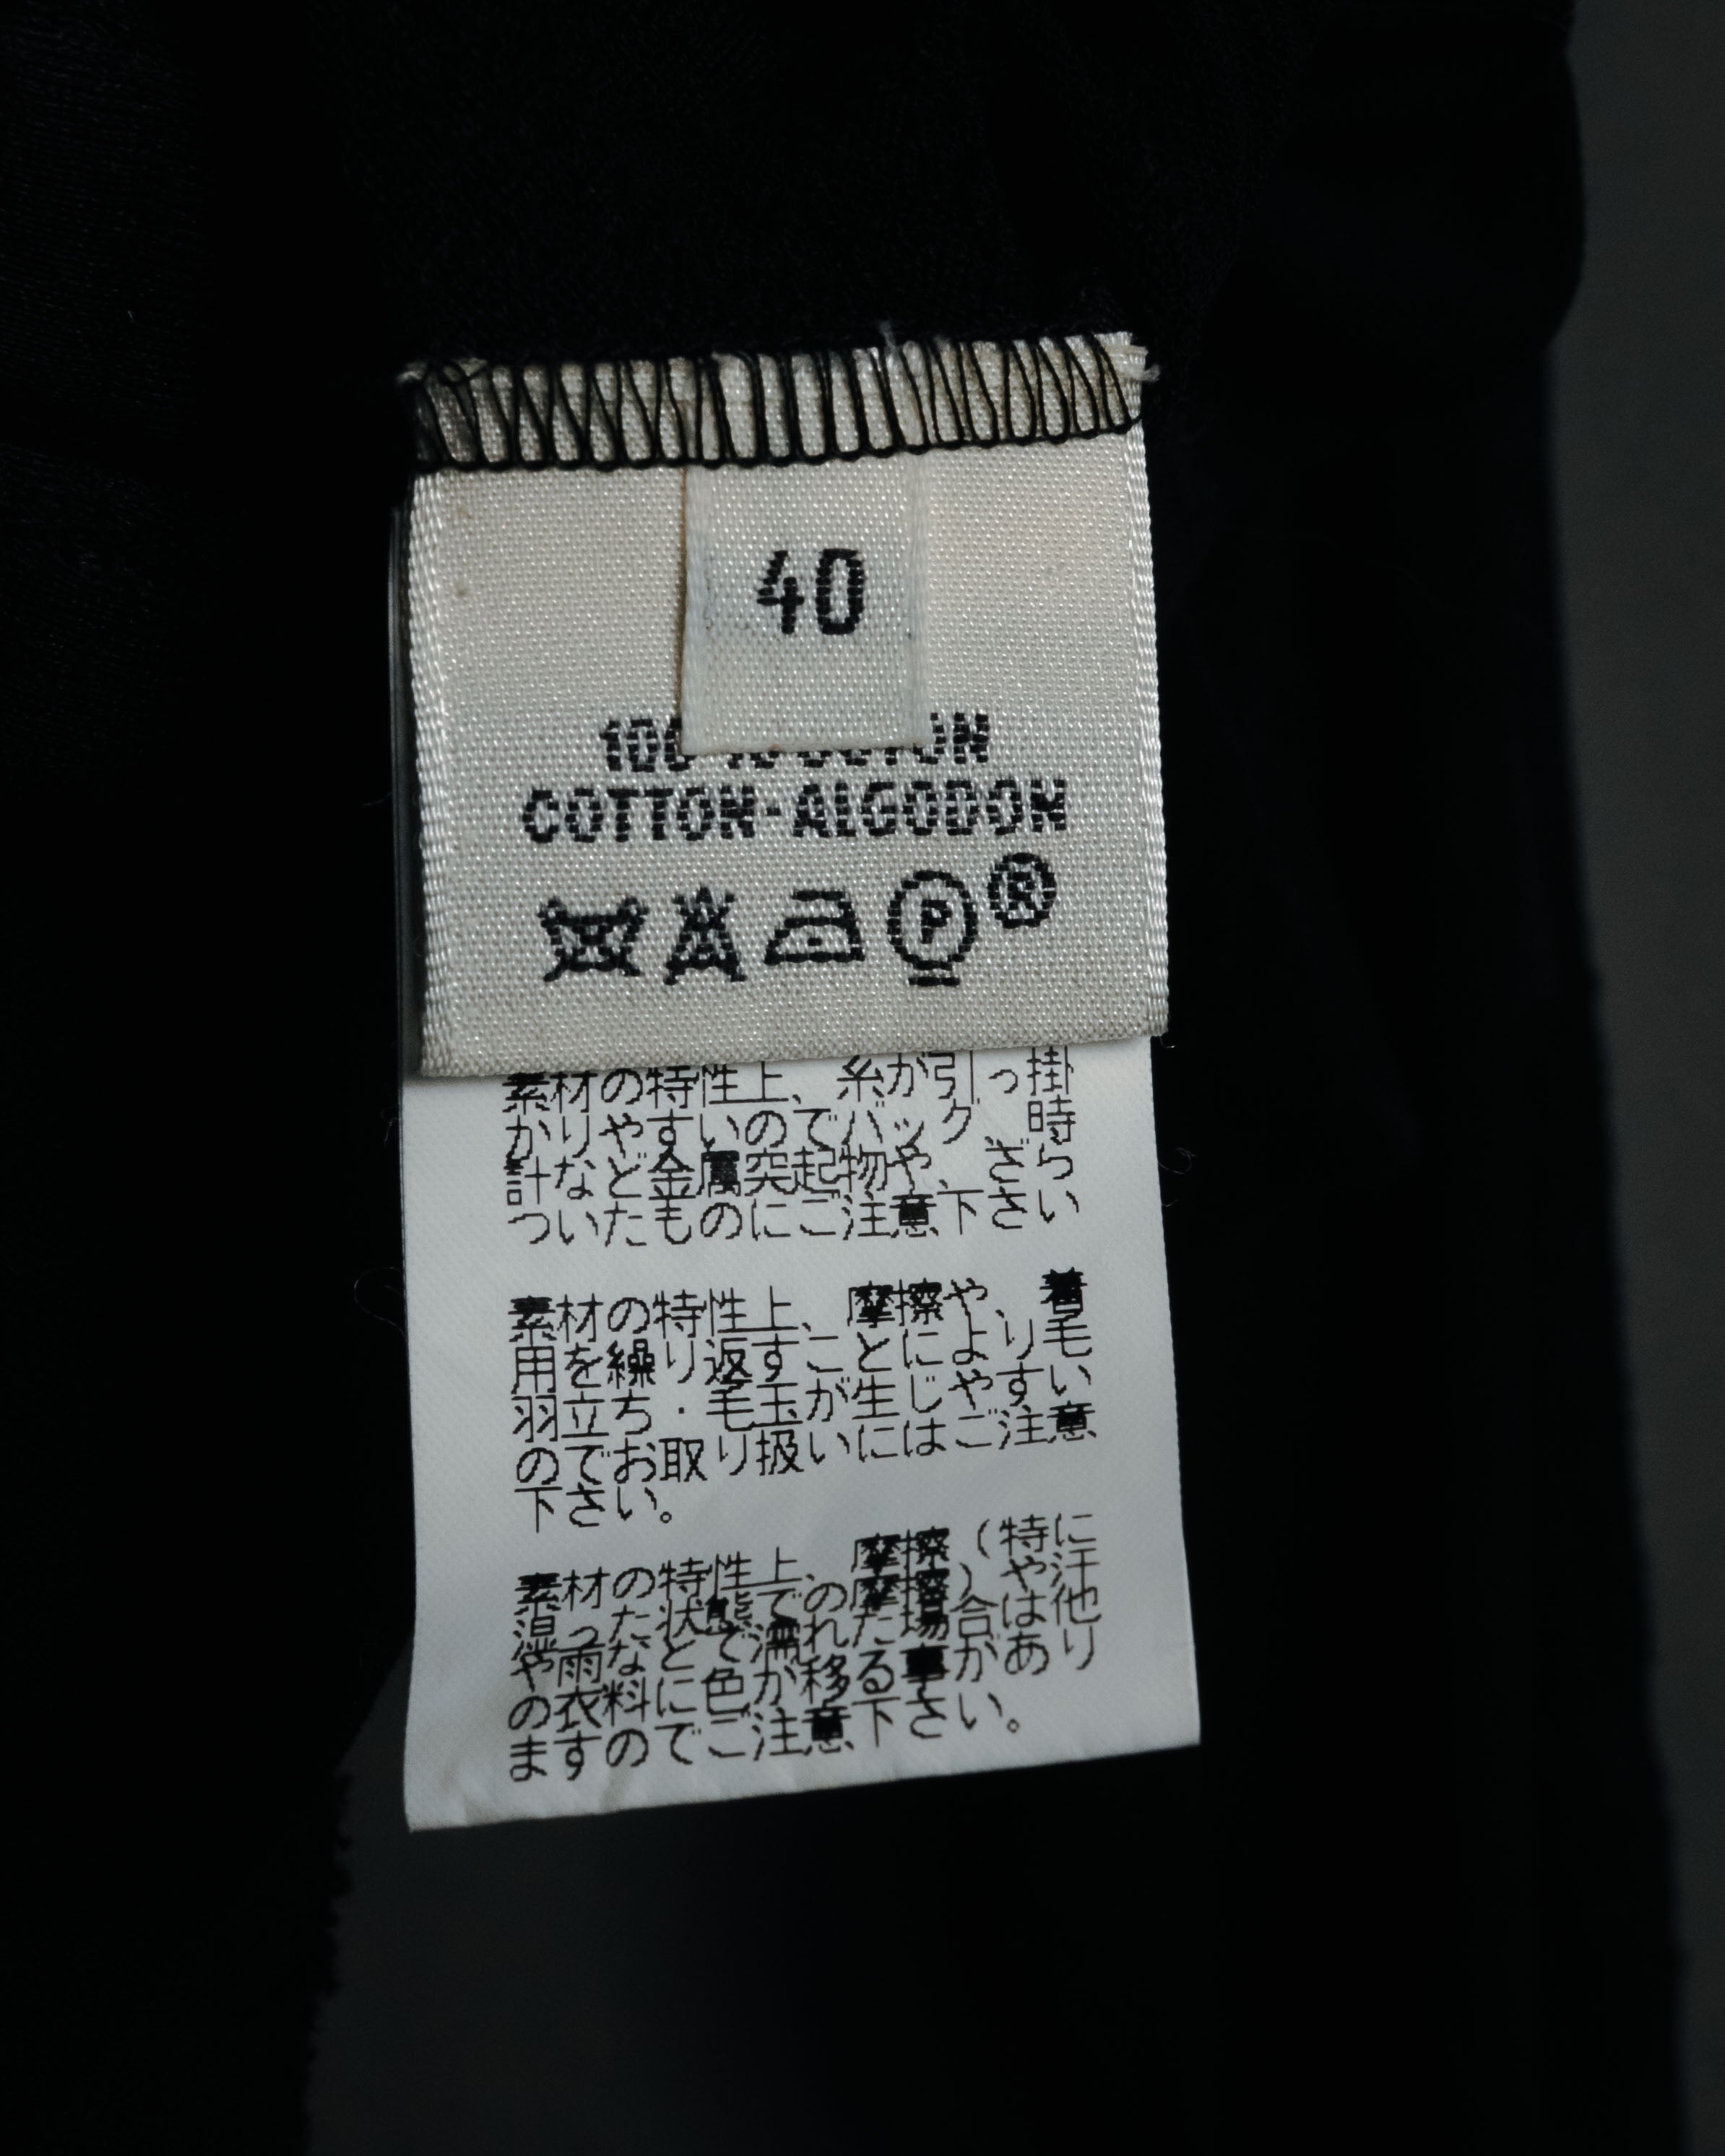 40
100 % COTON
COTTON-ALGODON
P ®
素材の特性上、糸が引っ掛
かりやすいのでバッグ、時
計など金属突起物や、ざら
ついたものにご注意下さい
素材の特性上、摩擦や、着
用を繰り返すことにより毛
羽立ち・毛玉が生じやすい
のでお取り扱いにはご注意
下さい。
素材の特性上、摩擦(特に
湿った状態での摩擦)や汗
や雨などで濡れた場合は他
の衣料に色が移る事があり
ますのでご注意下さい。